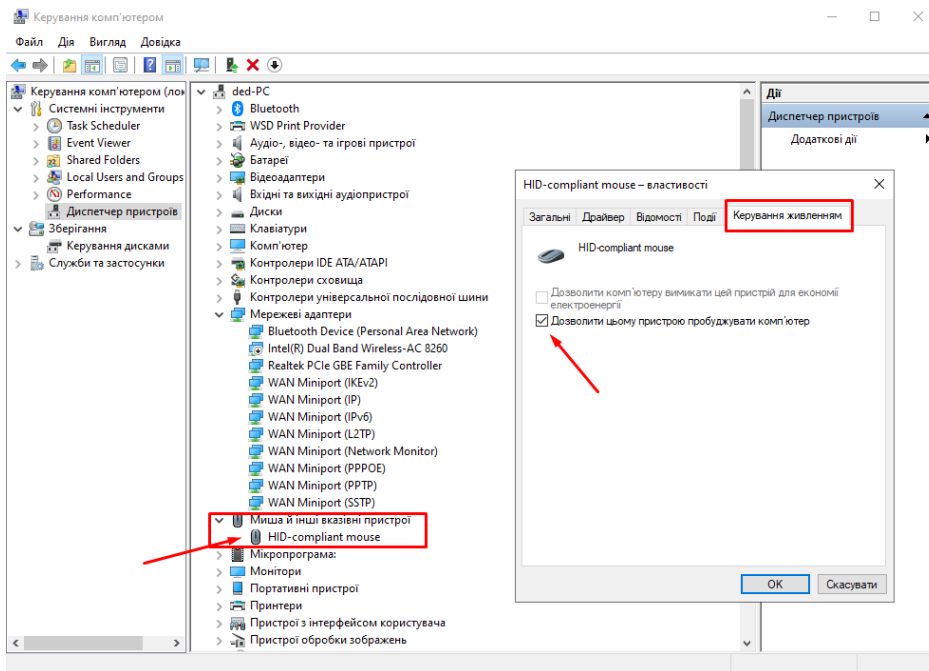 Керування комп'ютером
Файл Дія Вигляд Довідка
Керування комп'ютером (лок
Системні інструменти
Task Scheduler
Event Viewer
Shared Folders
Local Users and Groups
Performance
Диспетчер пристроїв
Зберігання
Керування дисками
Служби та застосунки
ded-PC
Bluetooth
WSD Print Provider
Аудіо-, відео- та ігрові пристрої
Батареї
Відеоадаптери
Вхідні та вихідні аудіопристрої
Диски
Клавіатури
Комп'ютер
Контролери IDE ATA/ATAPI
Контролери сховища
Контролери універсальної послідовної шини
Мережеві адаптери
Bluetooth Device (Personal Area Network)
Intel(R) Dual Band Wireless-AC 8260
Realtek PCIe GBE Family Controller
WAN Miniport (IKEv2)
WAN Miniport (IP)
WAN Miniport (IPv6)
WAN Miniport (L2TP)
WAN Miniport (Network Monitor)
WAN Miniport (PPPOE)
WAN Miniport (PPTP)
WAN Miniport (SSTP)
Миша й інші вказівні пристрої
HID-compliant mouse
Мікропрограма:
Монітори
Портативні пристрої
Принтери
Пристрої з інтерфейсом користувача
Пристрої обробки зображень
Дії
Диспетчер пристроїв
Додаткові дії
HID-compliant mouse – властивості
Загальні Драйвер Відомості Події Керування живленням
HID-compliant mouse
Дозволити комп'ютеру вимикати цей пристрій для економії
електроенергії
Дозволити цьому пристрою пробуджувати комп'ютер
OK Скасувати